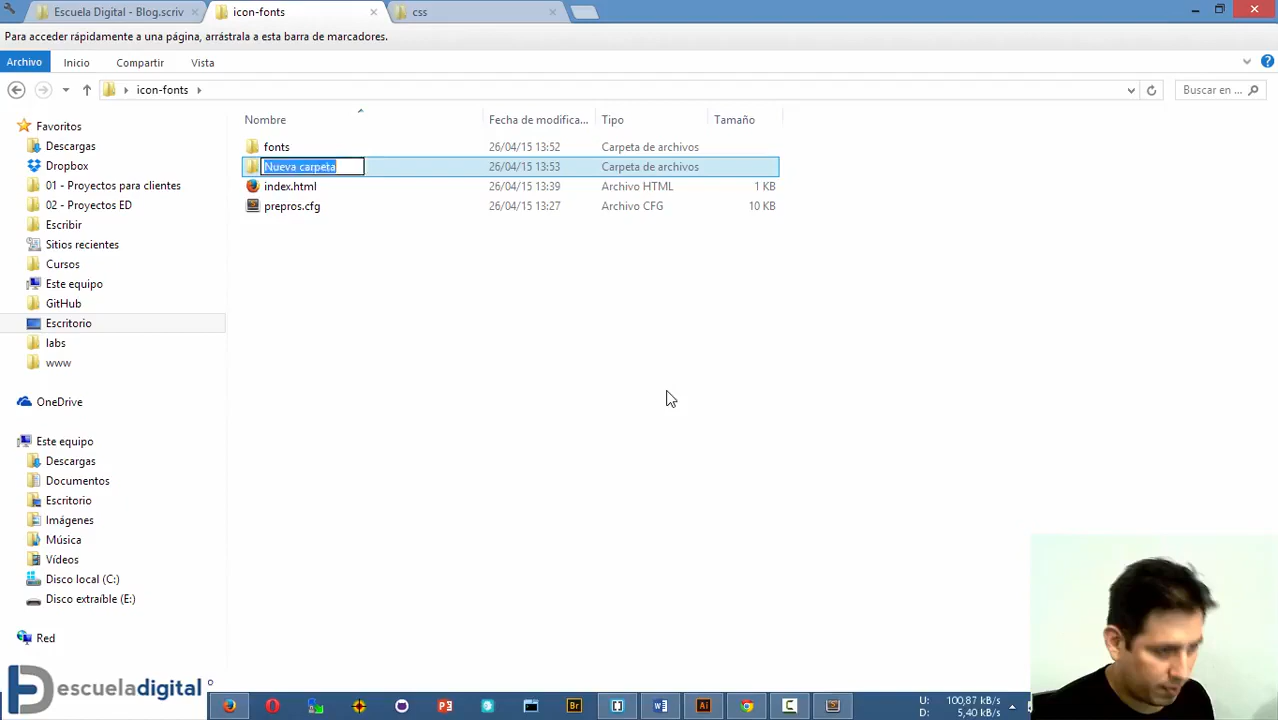 Escuela Digital - Blog.scriv
icon-fonts
css
Para acceder rápidamente a una página, arrástrala a esta barra de marcadores.
Archivo Inicio Compartir Vista
icon-fonts
Buscar en ...
Nombre Fecha de modifica... Tipo Tamaño
fonts 26/04/15 13:52 Carpeta de archivos
Nueva carpeta 26/04/15 13:53 Carpeta de archivos
index.html 26/04/15 13:39 Archivo HTML 1 KB
prepros.cfg 26/04/15 13:27 Archivo CFG 10 KB
Favoritos
Descargas
Dropbox
01 - Proyectos para clientes
02 - Proyectos ED
Escribir
Sitios recientes
Cursos
Este equipo
GitHub
Escritorio
labs
www
OneDrive
Este equipo
Descargas
Documentos
Escritorio
Imágenes
Música
Vídeos
Disco local (C:)
Disco extraíble (E:)
Red
escueladigital
U: 100,87 kB/s
D: 5,40 kB/s